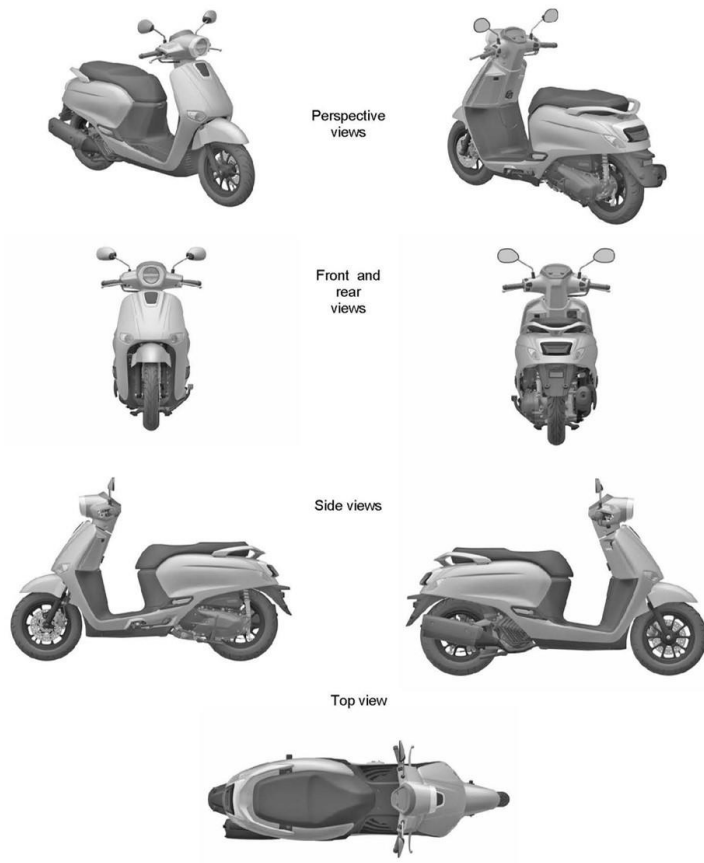 Perspective
views
Front and
rear
views
Side views
Top view